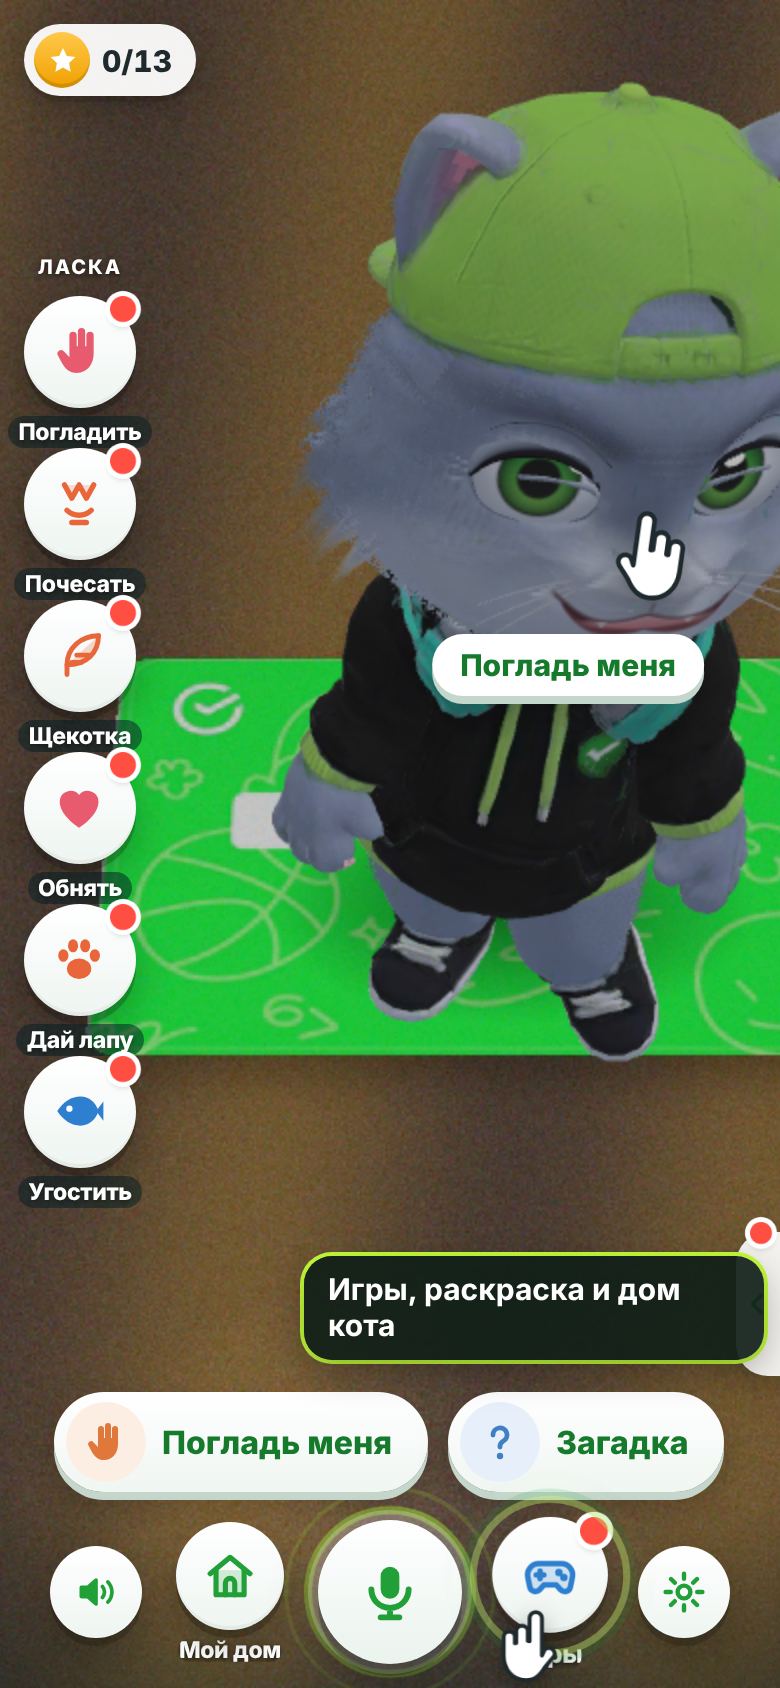 0/13
ЛАСКА
Погладить
Почесать
Щекотка
Обнять
Дай лапу
Угостить
Погладь меня
67
Игры, раскраска и дом
кота
Погладь меня
? Загадка
Мой дом